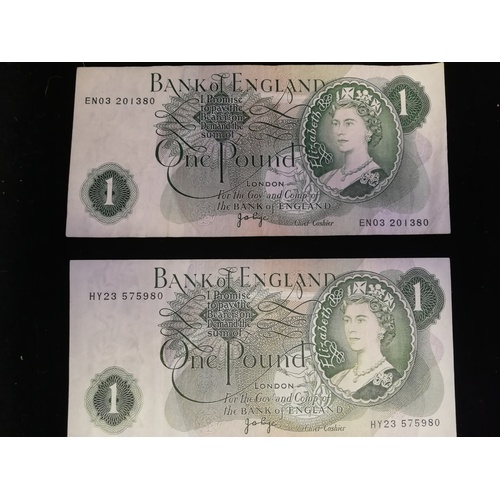 BANK of ENGLAND
EN03 201380
I Promise
to pay the
Bearer on
Demand the
sum of
One Pound
1
1
Elizabeth
LONDON
For the Govr and Compa of
the BANK of ENGLAND
Chief Cashier
EN03 201380
BANK of ENGLAND
HY23 575980
I Promise
to pay the
Bearer on
Demand the
sum of
One Pound
1
1
Elizabeth
LONDON
For the Govr and Compa of
the BANK of ENGLAND
Chief Cashier
HY23 575980